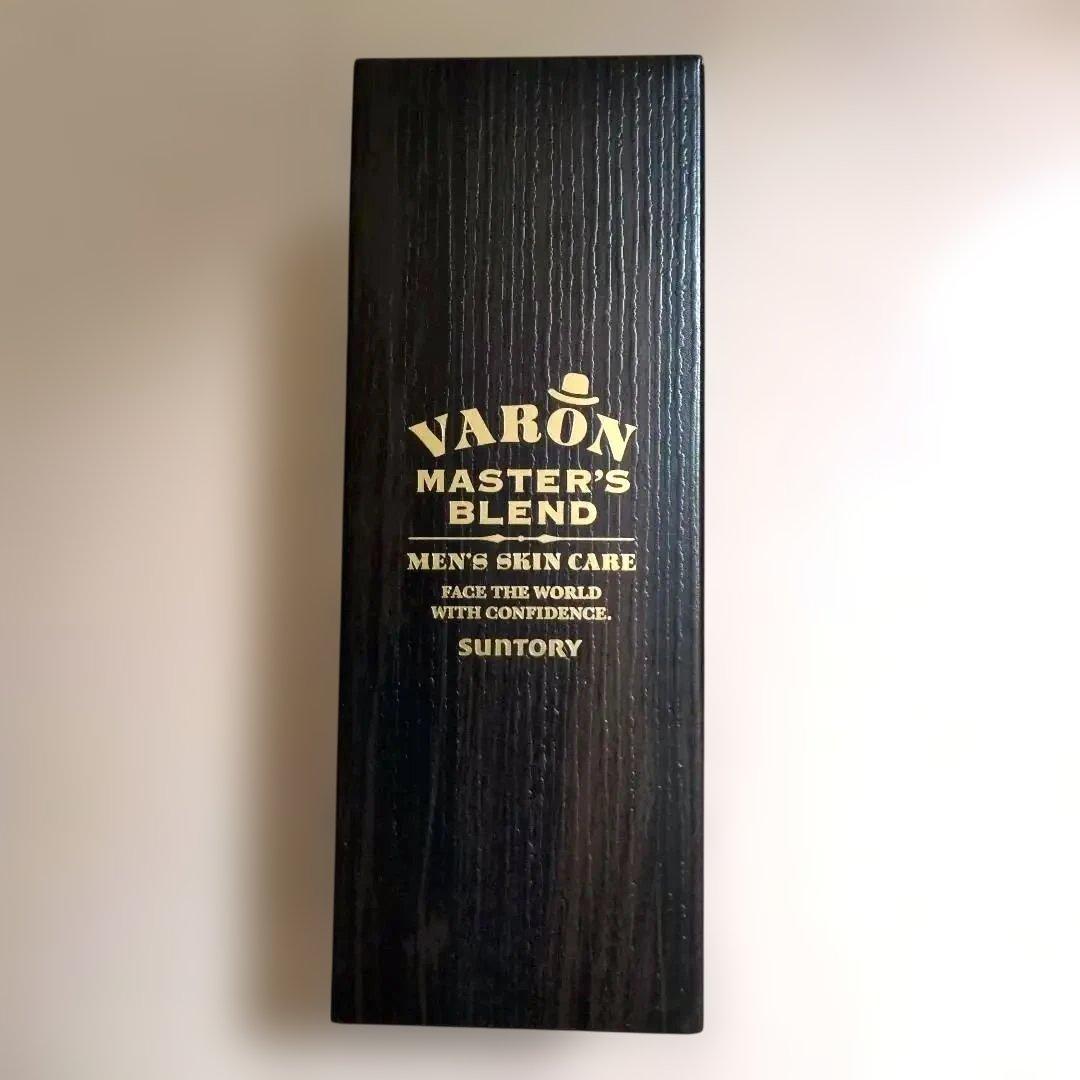 VARON
MASTER'S
BLEND
MEN'S SKIN CARE
FACE THE WORLD
WITH CONFIDENCE.
SUNTORY